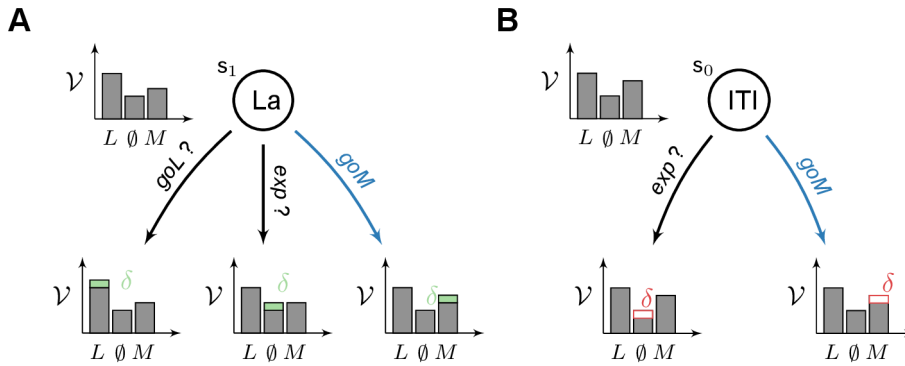 A
B
s1
s0
𝒱
La
𝒱
ITI
L ∅ M
L ∅ M
goL ?
exp ?
goM
exp ?
goM
δ
δ
δ
δ
δ
𝒱
𝒱
𝒱
𝒱
𝒱
L ∅ M
L ∅ M
L ∅ M
L ∅ M
L ∅ M